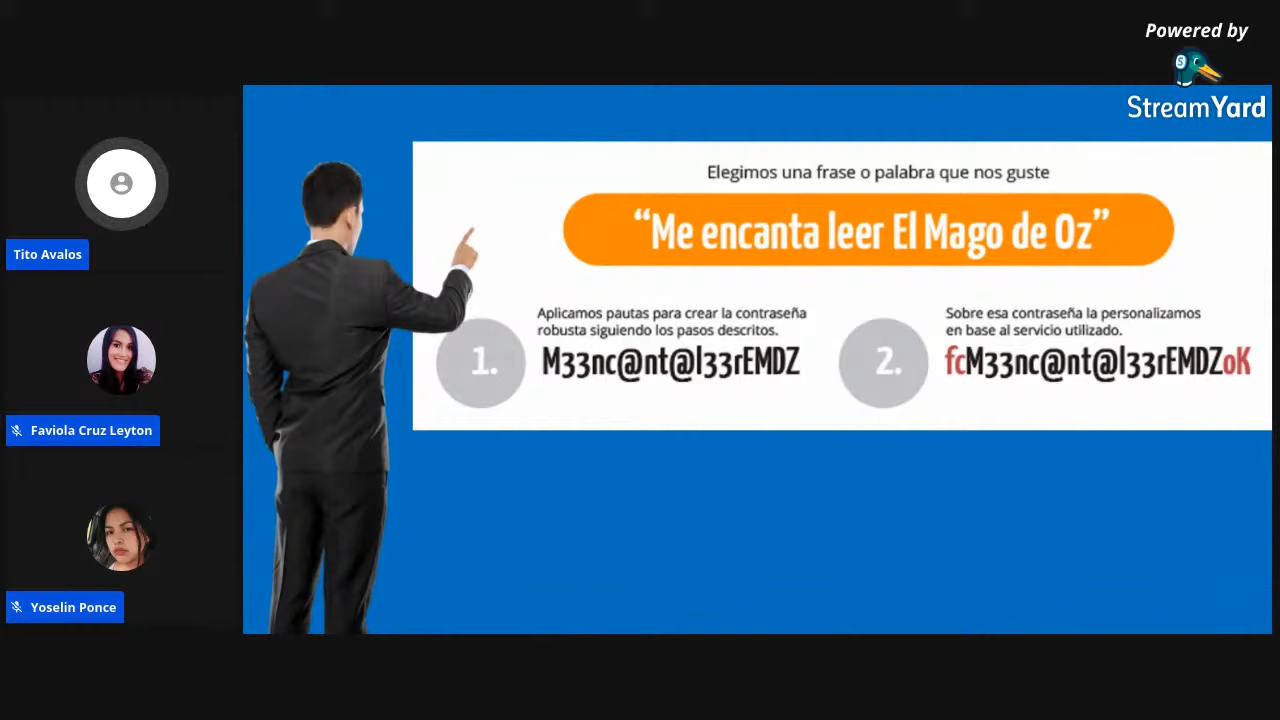 Powered by
StreamYard
Tito Avalos
Faviola Cruz Leyton
Yoselin Ponce
Elegimos una frase o palabra que nos guste
“Me encanta leer El Mago de Oz”
1.
Aplicamos pautas para crear la contraseña
robusta siguiendo los pasos descritos.
M33nc@nt@l33rEMDZ
2.
Sobre esa contraseña la personalizamos
en base al servicio utilizado.
fcM33nc@nt@l33rEMDZoK